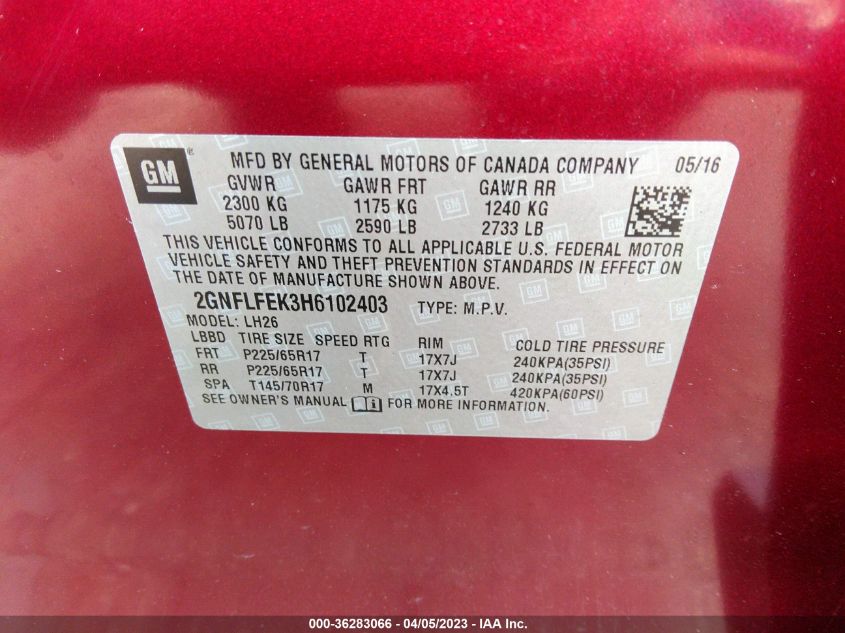 GM ® MFD BY GENERAL MOTORS OF CANADA COMPANY 05/16
GVWR GAWR FRT GAWR RR
2300 KG 1175 KG 1240 KG
5070 LB 2590 LB 2733 LB
THIS VEHICLE CONFORMS TO ALL APPLICABLE U.S. FEDERAL MOTOR
VEHICLE SAFETY AND THEFT PREVENTION STANDARDS IN EFFECT ON
THE DATE OF MANUFACTURE SHOWN ABOVE.
2GNFLFEK3H6102403 TYPE: M.P.V.
MODEL: LH26
LBBD TIRE SIZE SPEED RTG RIM COLD TIRE PRESSURE
FRT P225/65R17 T 17X7J 240KPA(35PSI)
RR P225/65R17 T 17X7J 240KPA(35PSI)
SPA T145/70R17 M 17X4.5T 420KPA(60PSI)
SEE OWNER'S MANUAL FOR MORE INFORMATION.
000-36283066 - 04/05/2023 - IAA Inc.